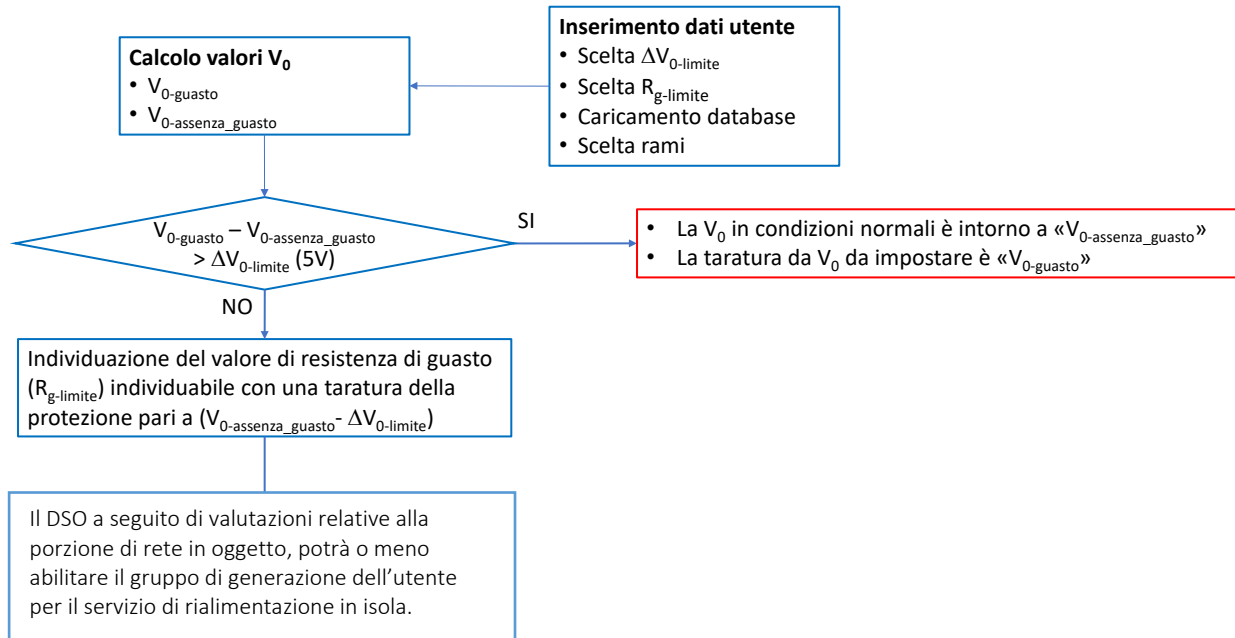 Inserimento dati utente
• Scelta ΔV0-limite
• Scelta Rg-limite
• Caricamento database
• Scelta rami
Calcolo valori V0
• V0-guasto
• V0-assenza_guasto
V0-guasto – V0-assenza_guasto
> ΔV0-limite (5V)
SI
• La V0 in condizioni normali è intorno a «V0-assenza_guasto»
• La taratura da V0 da impostare è «V0-guasto»
NO
Individuazione del valore di resistenza di guasto
(Rg-limite) individuabile con una taratura della
protezione pari a (V0-assenza_guasto- ΔV0-limite)
Il DSO a seguito di valutazioni relative alla
porzione di rete in oggetto, potrà o meno
abilitare il gruppo di generazione dell’utente
per il servizio di rialimentazione in isola.